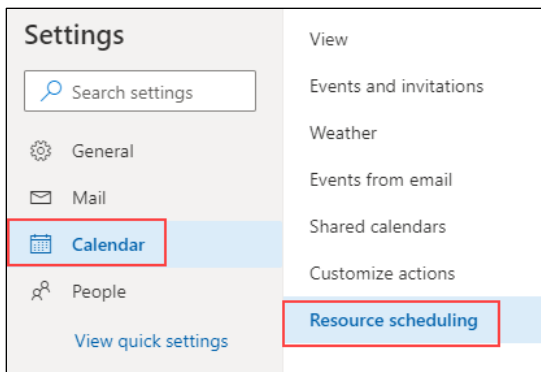 Settings
Search settings
General
Mail
Calendar
People
View quick settings
View
Events and invitations
Weather
Events from email
Shared calendars
Customize actions
Resource scheduling